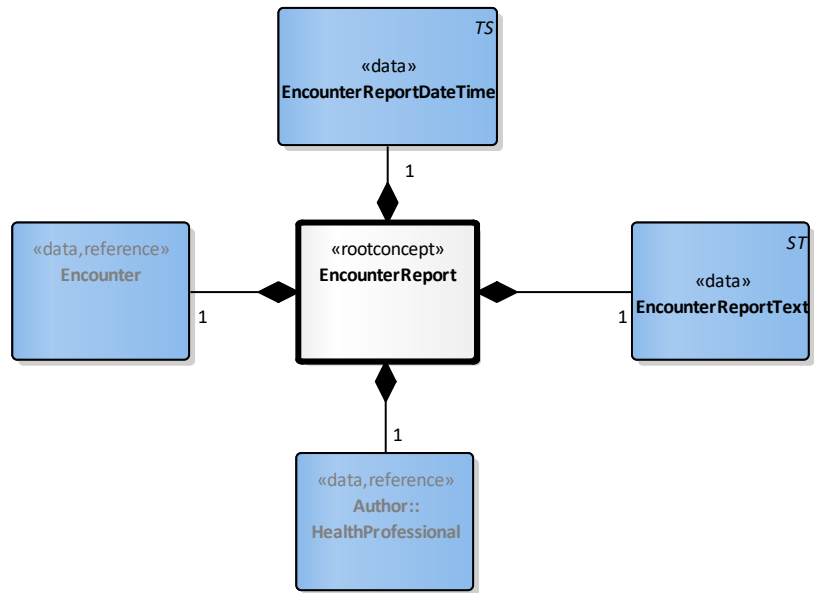 TS
«data»
EncounterReportDateTime
1
«data,reference»
Encounter
1
«rootconcept»
EncounterReport
ST
«data»
EncounterReportText
1
1
«data,reference»
Author::
HealthProfessional